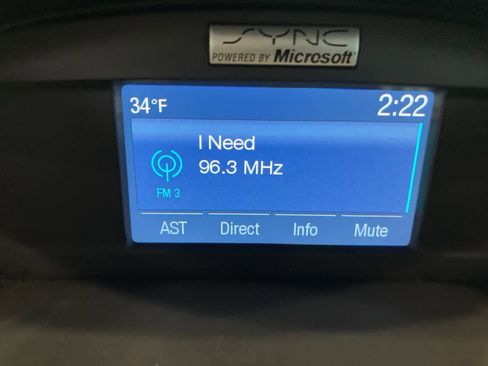 SYNC
POWERED BY Microsoft
34°F 2:22
I Need
96.3 MHz
FM 3
AST Direct Info Mute